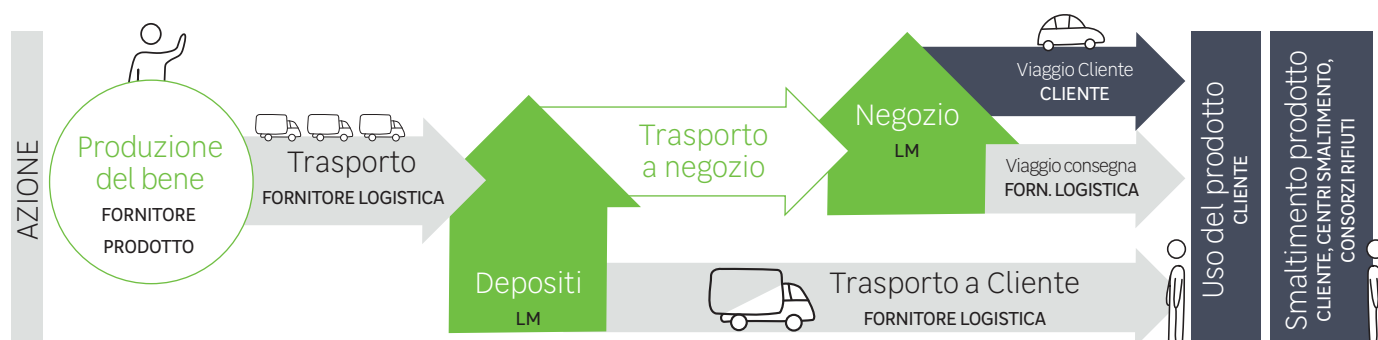 AZIONE
Produzione
del bene
FORNITORE
PRODOTTO
Trasporto
FORNITORE LOGISTICA
Depositi
LM
Trasporto
a negozio
Negozio
LM
Viaggio Cliente
CLIENTE
Viaggio consegna
FORN. LOGISTICA
Trasporto a Cliente
FORNITORE LOGISTICA
Uso del prodotto
CLIENTE
Smaltimento prodotto
CLIENTE, CENTRI SMALTIMENTO,
CONSORZI RIFIUTI